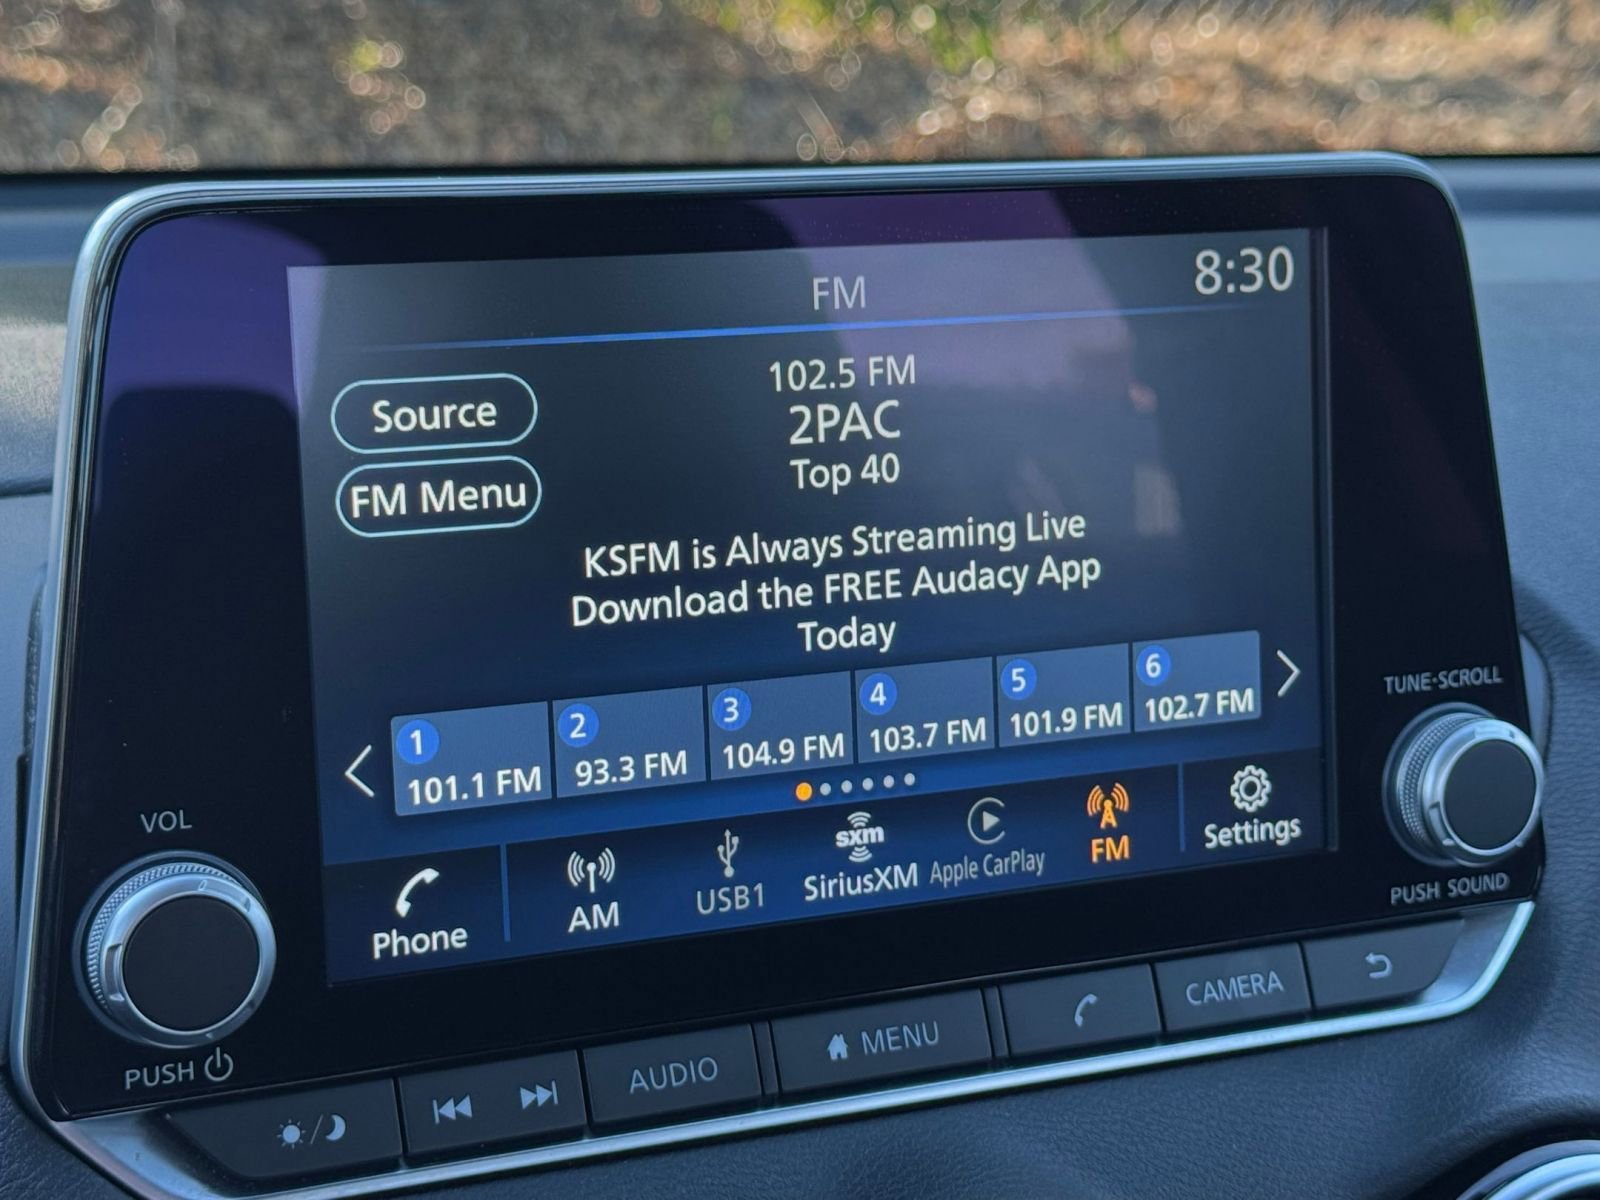 FM
8:30
Source
FM Menu
102.5 FM
2PAC
Top 40
KSFM is Always Streaming Live
Download the FREE Audacy App
Today
1
101.1 FM
2
93.3 FM
3
104.9 FM
4
103.7 FM
5
101.9 FM
6
102.7 FM
Phone
AM
USB1
sxm
SiriusXM
Apple CarPlay
FM
Settings
VOL
PUSH
TUNE·SCROLL
PUSH SOUND
AUDIO
MENU
CAMERA